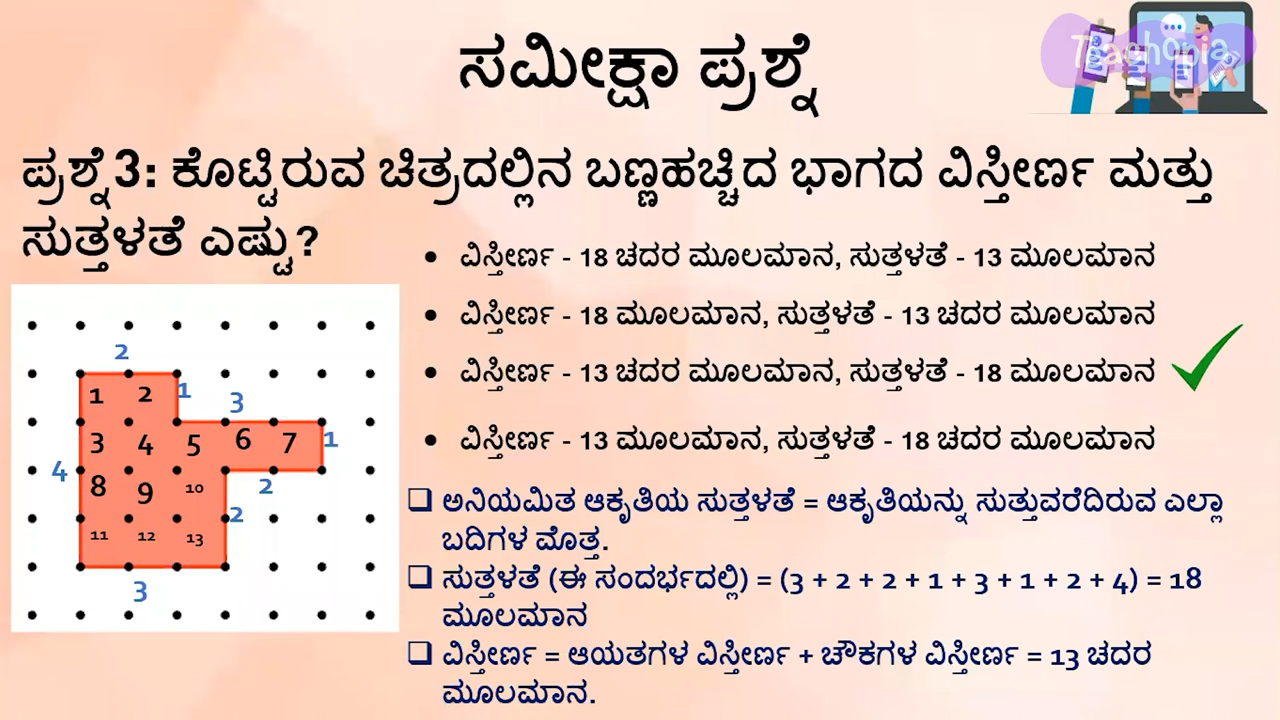 Teachopia
ಸಮೀಕ್ಷಾ ಪ್ರಶ್ನೆ
ಪ್ರಶ್ನೆ 3: ಕೊಟ್ಟಿರುವ ಚಿತ್ರದಲ್ಲಿನ ಬಣ್ಣಹಚ್ಚಿದ ಭಾಗದ ವಿಸ್ತೀರ್ಣ ಮತ್ತು
ಸುತ್ತಳತೆ ಎಷ್ಟು?
• ವಿಸ್ತೀರ್ಣ - 18 ಚದರ ಮೂಲಮಾನ, ಸುತ್ತಳತೆ - 13 ಮೂಲಮಾನ
• ವಿಸ್ತೀರ್ಣ - 18 ಮೂಲಮಾನ, ಸುತ್ತಳತೆ - 13 ಚದರ ಮೂಲಮಾನ
• ವಿಸ್ತೀರ್ಣ - 13 ಚದರ ಮೂಲಮಾನ, ಸುತ್ತಳತೆ - 18 ಮೂಲಮಾನ
• ವಿಸ್ತೀರ್ಣ - 13 ಮೂಲಮಾನ, ಸುತ್ತಳತೆ - 18 ಚದರ ಮೂಲಮಾನ
2
1 2 1 3
3 4 5 6 7 1
4 8 9 10 2
2
11 12 13
3
❑ ಅನಿಯಮಿತ ಆಕೃತಿಯ ಸುತ್ತಳತೆ = ಆಕೃತಿಯನ್ನು ಸುತ್ತುವರೆದಿರುವ ಎಲ್ಲಾ
ಬದಿಗಳ ಮೊತ್ತ.
❑ ಸುತ್ತಳತೆ (ಈ ಸಂದರ್ಭದಲ್ಲಿ) = (3 + 2 + 2 + 1 + 3 + 1 + 2 + 4) = 18
ಮೂಲಮಾನ
❑ ವಿಸ್ತೀರ್ಣ = ಆಯತಗಳ ವಿಸ್ತೀರ್ಣ + ಚೌಕಗಳ ವಿಸ್ತೀರ್ಣ = 13 ಚದರ
ಮೂಲಮಾನ.